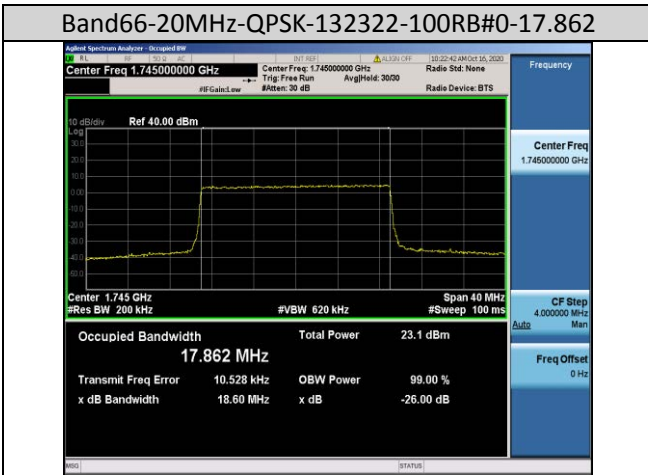 Band66-20MHz-QPSK-132322-100RB#0-17.862
Agilent Spectrum Analyzer - Occupied BW
RL RF 50 Ω AC INT REF ALIGN OFF 10:22:42 AM Oct 16, 2020
Center Freq 1.745000000 GHz
Center Freq: 1.745000000 GHz
Radio Std: None
Trig: Free Run Avg|Hold: 30/30
#IFGain:Low #Atten: 30 dB Radio Device: BTS
Frequency
10 dB/div Ref 40.00 dBm
Log
30.0
20.0
10.0
0.00
-10.0
-20.0
-30.0
-40.0
-50.0
Center Freq
1.745000000 GHz
Center 1.745 GHz Span 40 MHz
#Res BW 200 kHz #VBW 620 kHz #Sweep 100 ms
CF Step
4.000000 MHz
Auto Man
Occupied Bandwidth Total Power 23.1 dBm
17.862 MHz
Transmit Freq Error 10.528 kHz OBW Power 99.00 %
x dB Bandwidth 18.60 MHz x dB -26.00 dB
Freq Offset
0 Hz
MSG STATUS